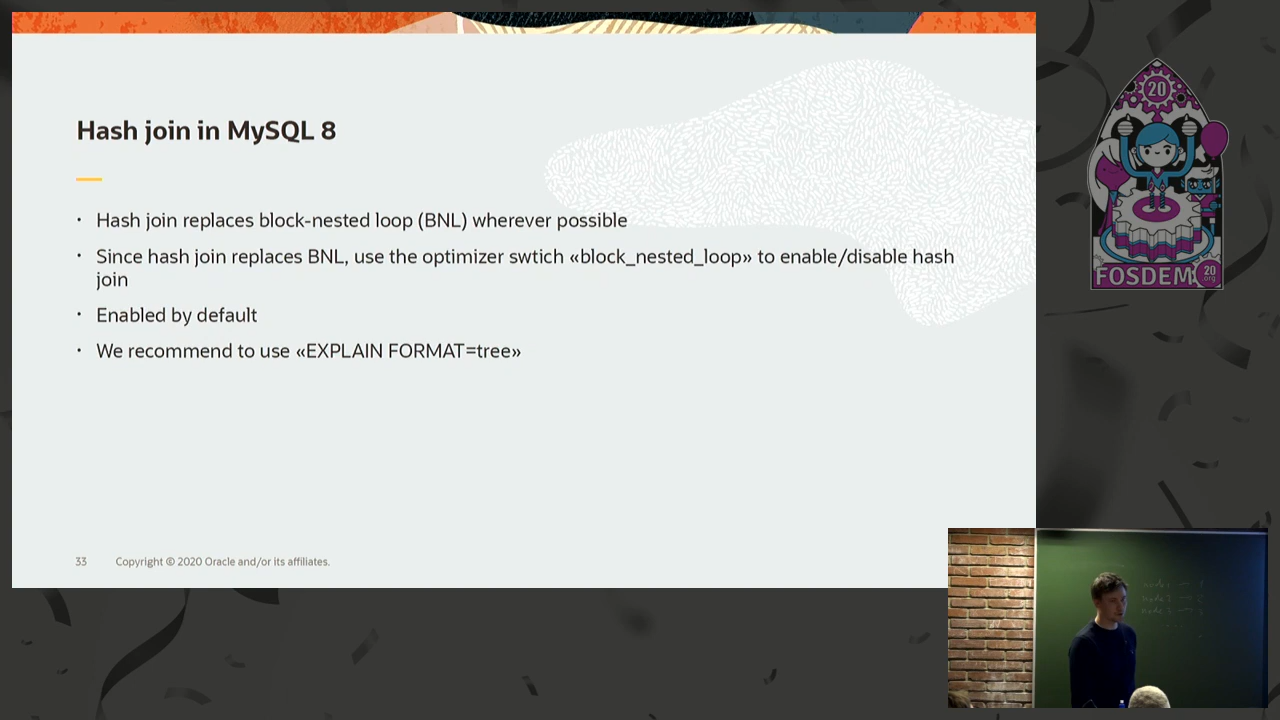 Hash join in MySQL 8
• Hash join replaces block-nested loop (BNL) wherever possible
• Since hash join replaces BNL, use the optimizer swtich «block_nested_loop» to enable/disable hash
join
• Enabled by default
• We recommend to use «EXPLAIN FORMAT=tree»
33 Copyright © 2020 Oracle and/or its affiliates.
20
FOSDEM
20
.org